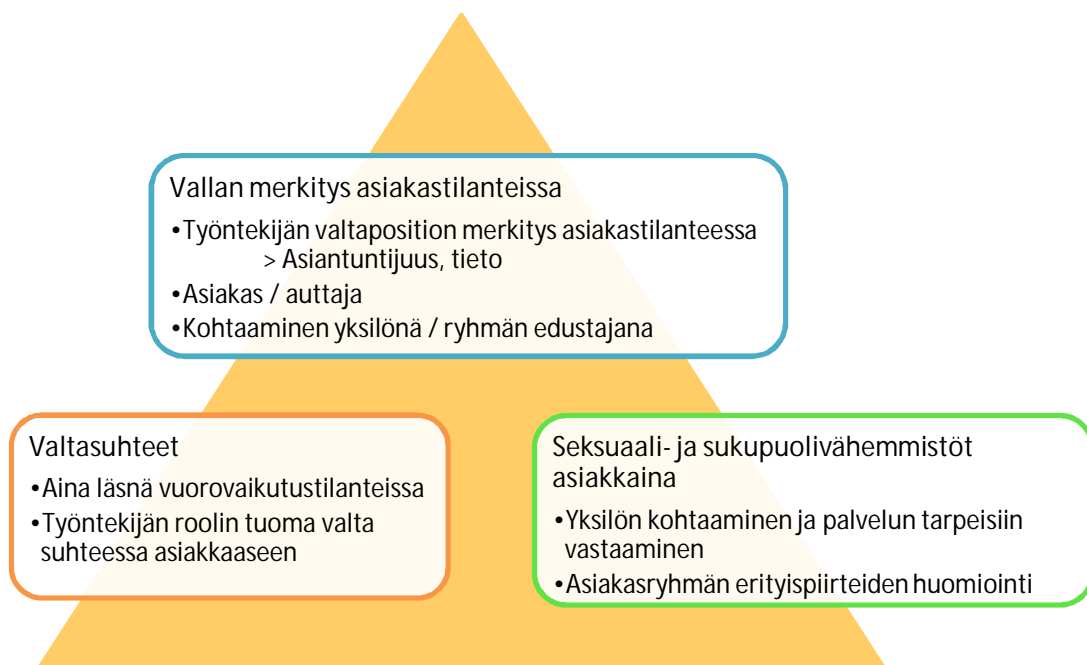 Vallan merkitys asiakastilanteissa
•Työntekijän valtaposition merkitys asiakastilanteessa
> Asiantuntijuus, tieto
•Asiakas / auttaja
•Kohtaaminen yksilönä / ryhmän edustajana
Valtasuhteet
•Aina läsnä vuorovaikutustilanteissa
•Työntekijän roolin tuoma valta
suhteessa asiakkaaseen
Seksuaali- ja sukupuolivähemmistöt
asiakkaina
•Yksilön kohtaaminen ja palvelun tarpeisiin
vastaaminen
•Asiakasryhmän erityispiirteiden huomiointi